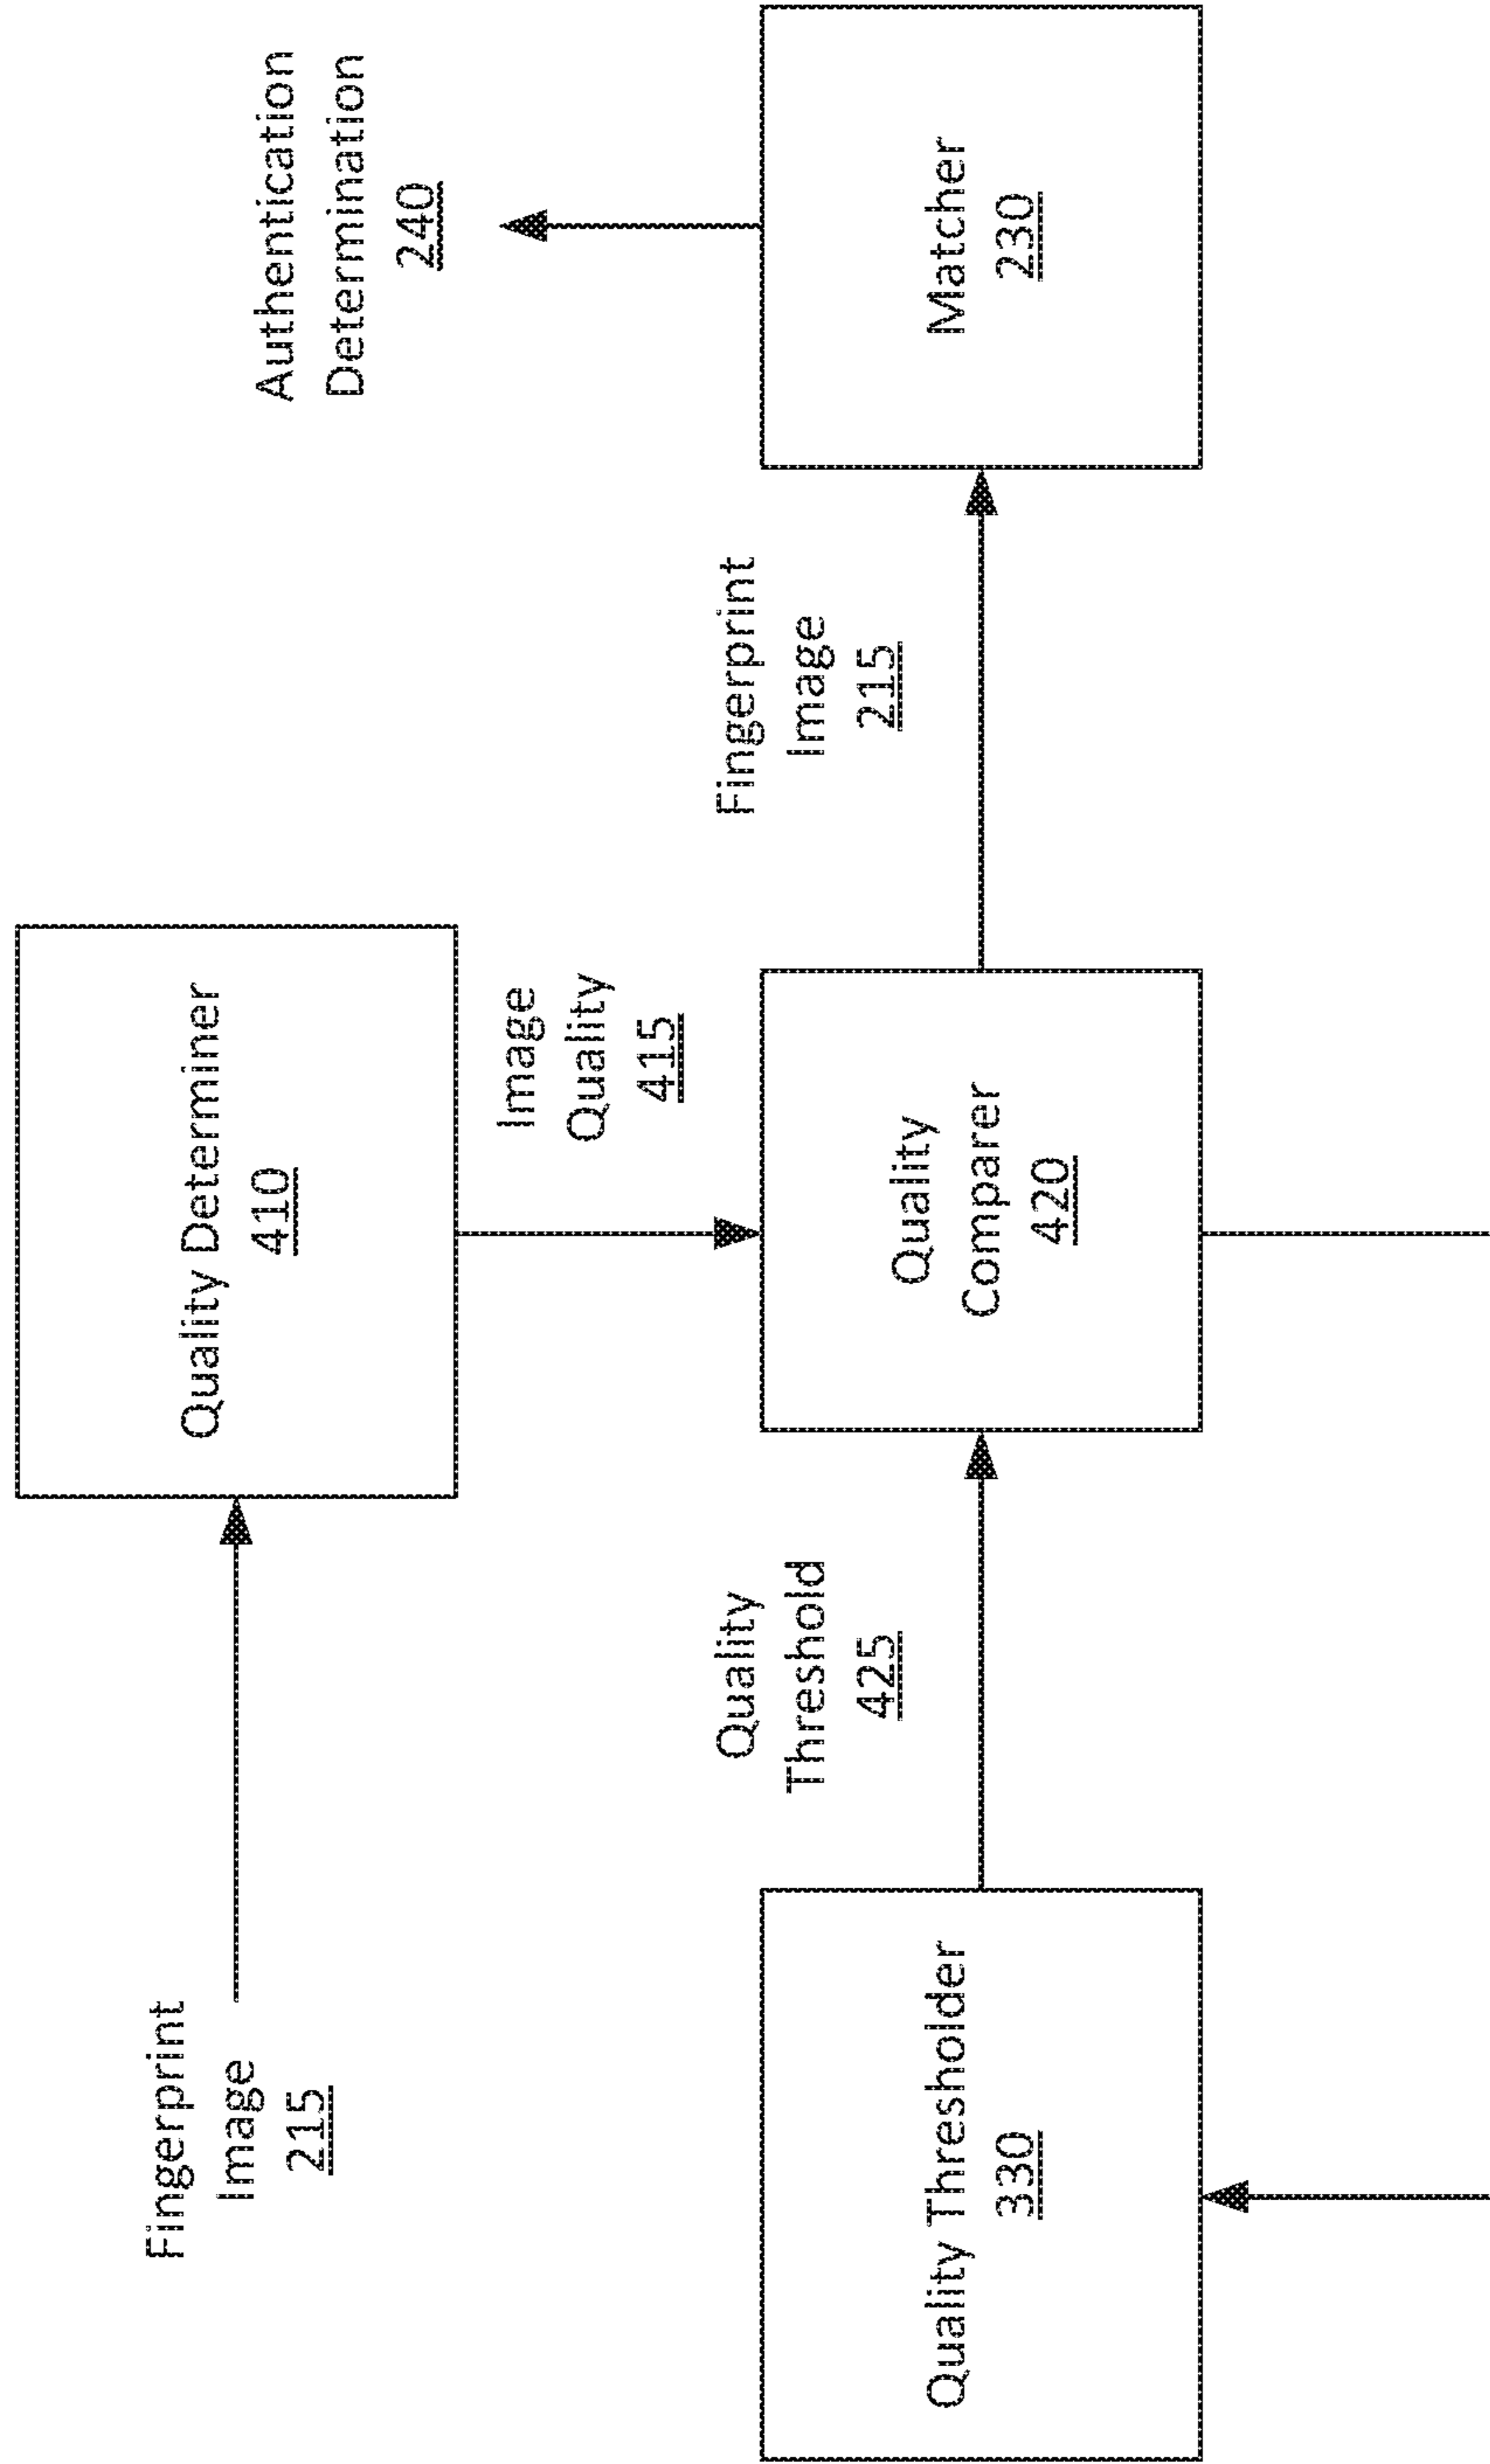 Fingerprint
Image
215
Quality Determiner
410
Authentication
Determination
240
Image
Quality
415
Quality
Threshold
425
Fingerprint
Image
215
Quality Thresholder
330
Quality
Comparer
420
Matcher
230